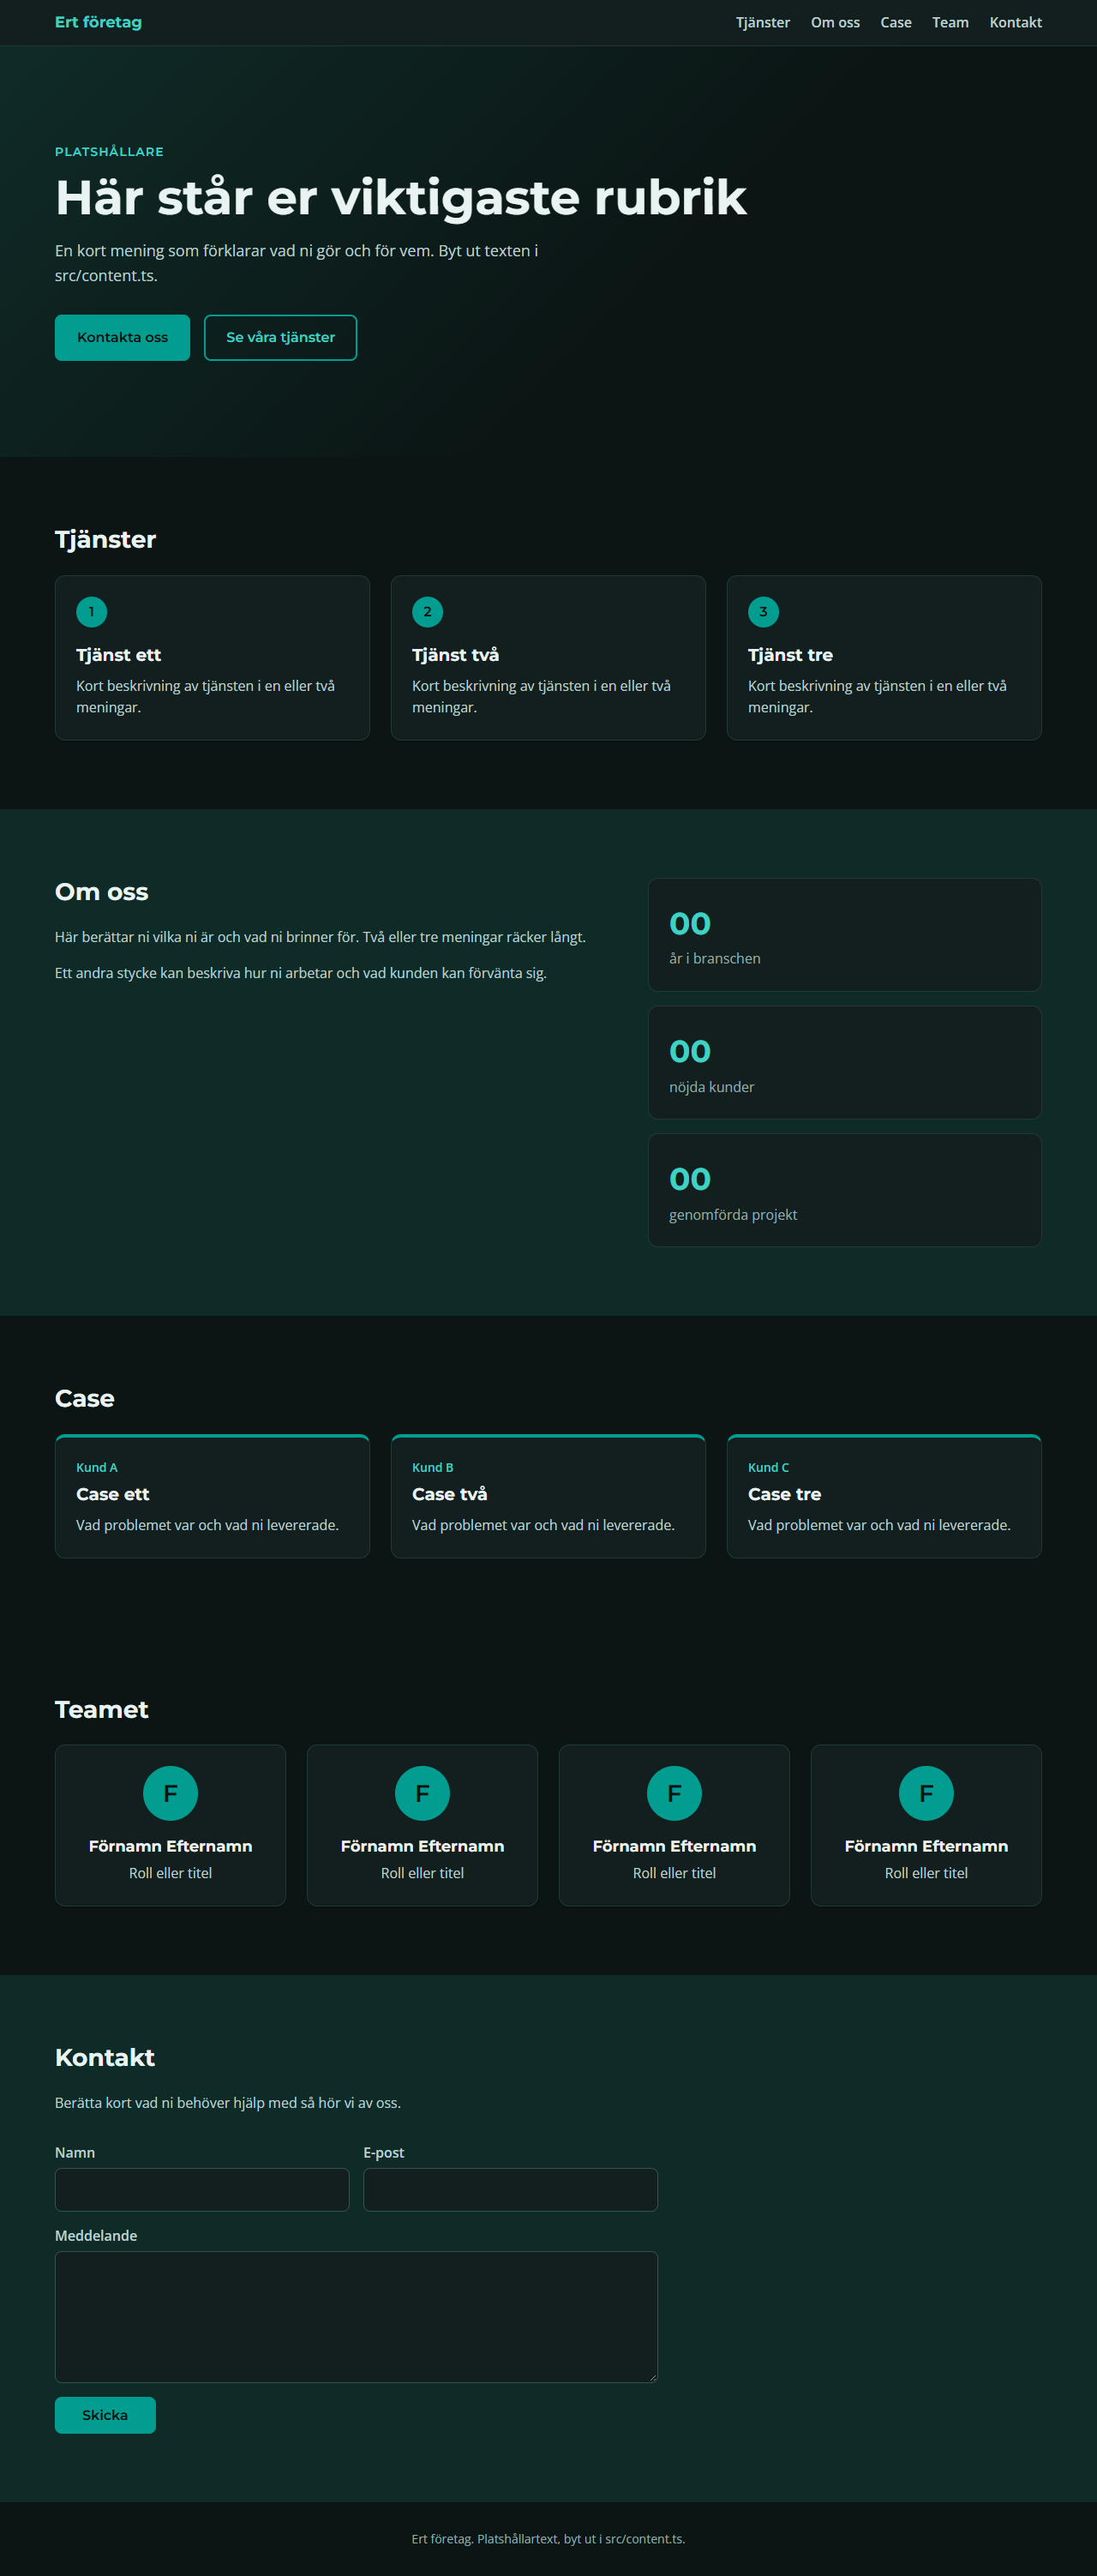 Ert företag
Tjänster Om oss Case Team Kontakt
PLATSHÅLLARE
Här står er viktigaste rubrik
En kort mening som förklarar vad ni gör och för vem. Byt ut texten i
src/content.ts.
Kontakta oss
Se våra tjänster
Tjänster
1
Tjänst ett
Kort beskrivning av tjänsten i en eller två
meningar.
2
Tjänst två
Kort beskrivning av tjänsten i en eller två
meningar.
3
Tjänst tre
Kort beskrivning av tjänsten i en eller två
meningar.
Om oss
Här berättar ni vilka ni är och vad ni brinner för. Två eller tre meningar räcker långt.
Ett andra stycke kan beskriva hur ni arbetar och vad kunden kan förvänta sig.
00
år i branschen
00
nöjda kunder
00
genomförda projekt
Case
Kund A
Case ett
Vad problemet var och vad ni levererade.
Kund B
Case två
Vad problemet var och vad ni levererade.
Kund C
Case tre
Vad problemet var och vad ni levererade.
Teamet
F
Förnamn Efternamn
Roll eller titel
F
Förnamn Efternamn
Roll eller titel
F
Förnamn Efternamn
Roll eller titel
F
Förnamn Efternamn
Roll eller titel
Kontakt
Berätta kort vad ni behöver hjälp med så hör vi av oss.
Namn
E-post
Meddelande
Skicka
Ert företag. Platshållartext, byt ut i src/content.ts.